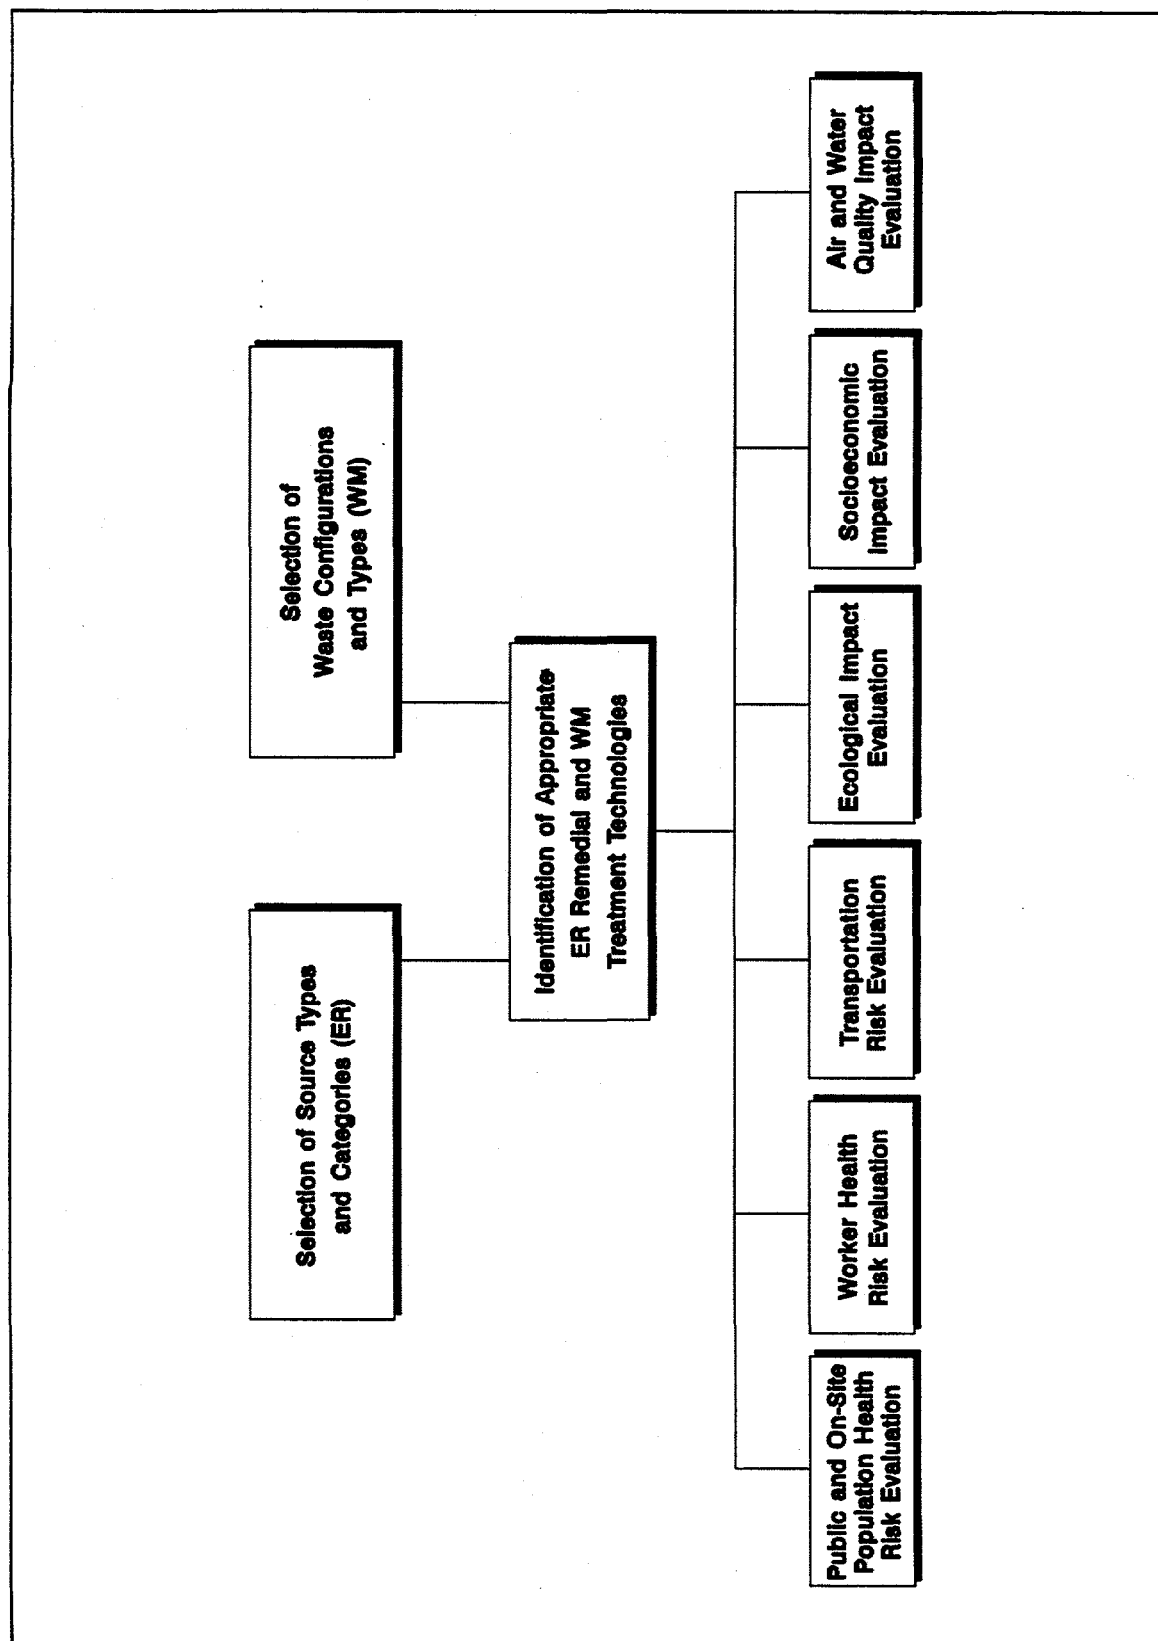 Selection of Source Types
and Categories (ER)
Selection of
Waste Configurations
and Types (WM)
Identification of Appropriate
ER Remedial and WM
Treatment Technologies
Public and On-Site
Population Health
Risk Evaluation
Worker Health
Risk Evaluation
Transportation
Risk Evaluation
Ecological Impact
Evaluation
Socioeconomic
Impact Evaluation
Air and Water
Quality Impact
Evaluation